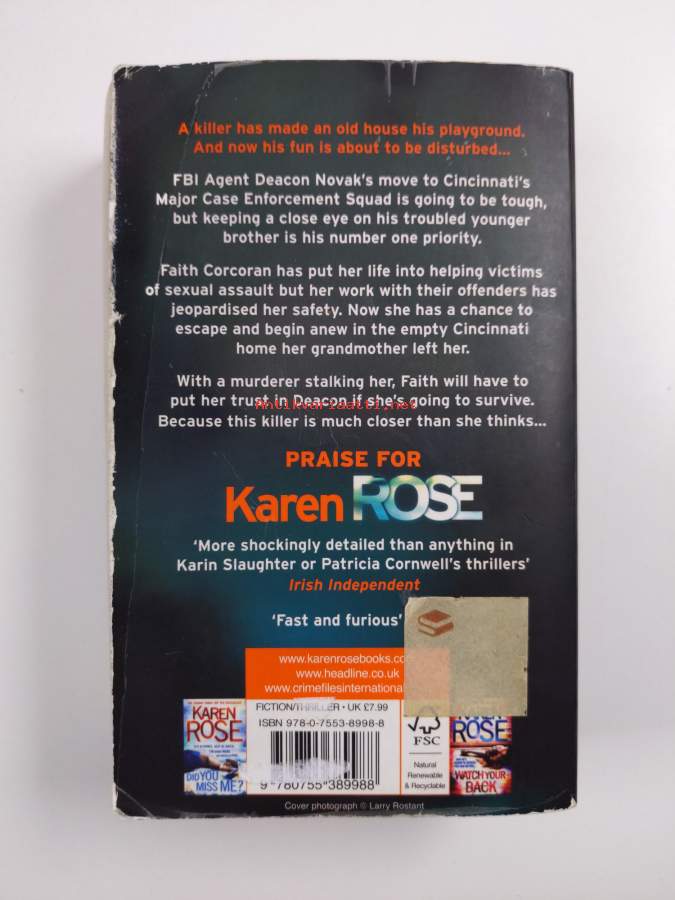 A killer has made an old house his playground.
And now his fun is about to be disturbed...
FBI Agent Deacon Novak's move to Cincinnati's
Major Case Enforcement Squad is going to be tough,
but keeping a close eye on his troubled younger
brother is his number one priority.
Faith Corcoran has put her life into helping victims
of sexual assault but her work with their offenders has
jeopardised her safety. Now she has a chance to
escape and begin anew in the empty Cincinnati
home her grandmother left her.
With a murderer stalking her, Faith will have to
put her trust in Deacon if she's going to survive.
Antikvariaatti.net
Because this killer is much closer than she thinks...
PRAISE FOR
Karen ROSE
'More shockingly detailed than anything in
Karin Slaughter or Patricia Cornwell's thrillers'
Irish Independent
'Fast and furious'
www.karenrosebooks.co
www.headline.co.uk
www.crimefilesinternational
FICTION/THRILLER • UK £7.99
ISBN 978-0-7553-8998-8
9 780755 389988
KAREN
ROSE
DID YOU
MISS ME?
FSC
Natural
Renewable
& Recyclable
ROSE
WATCH YOUR
BACK
Cover photograph © Larry Rostant